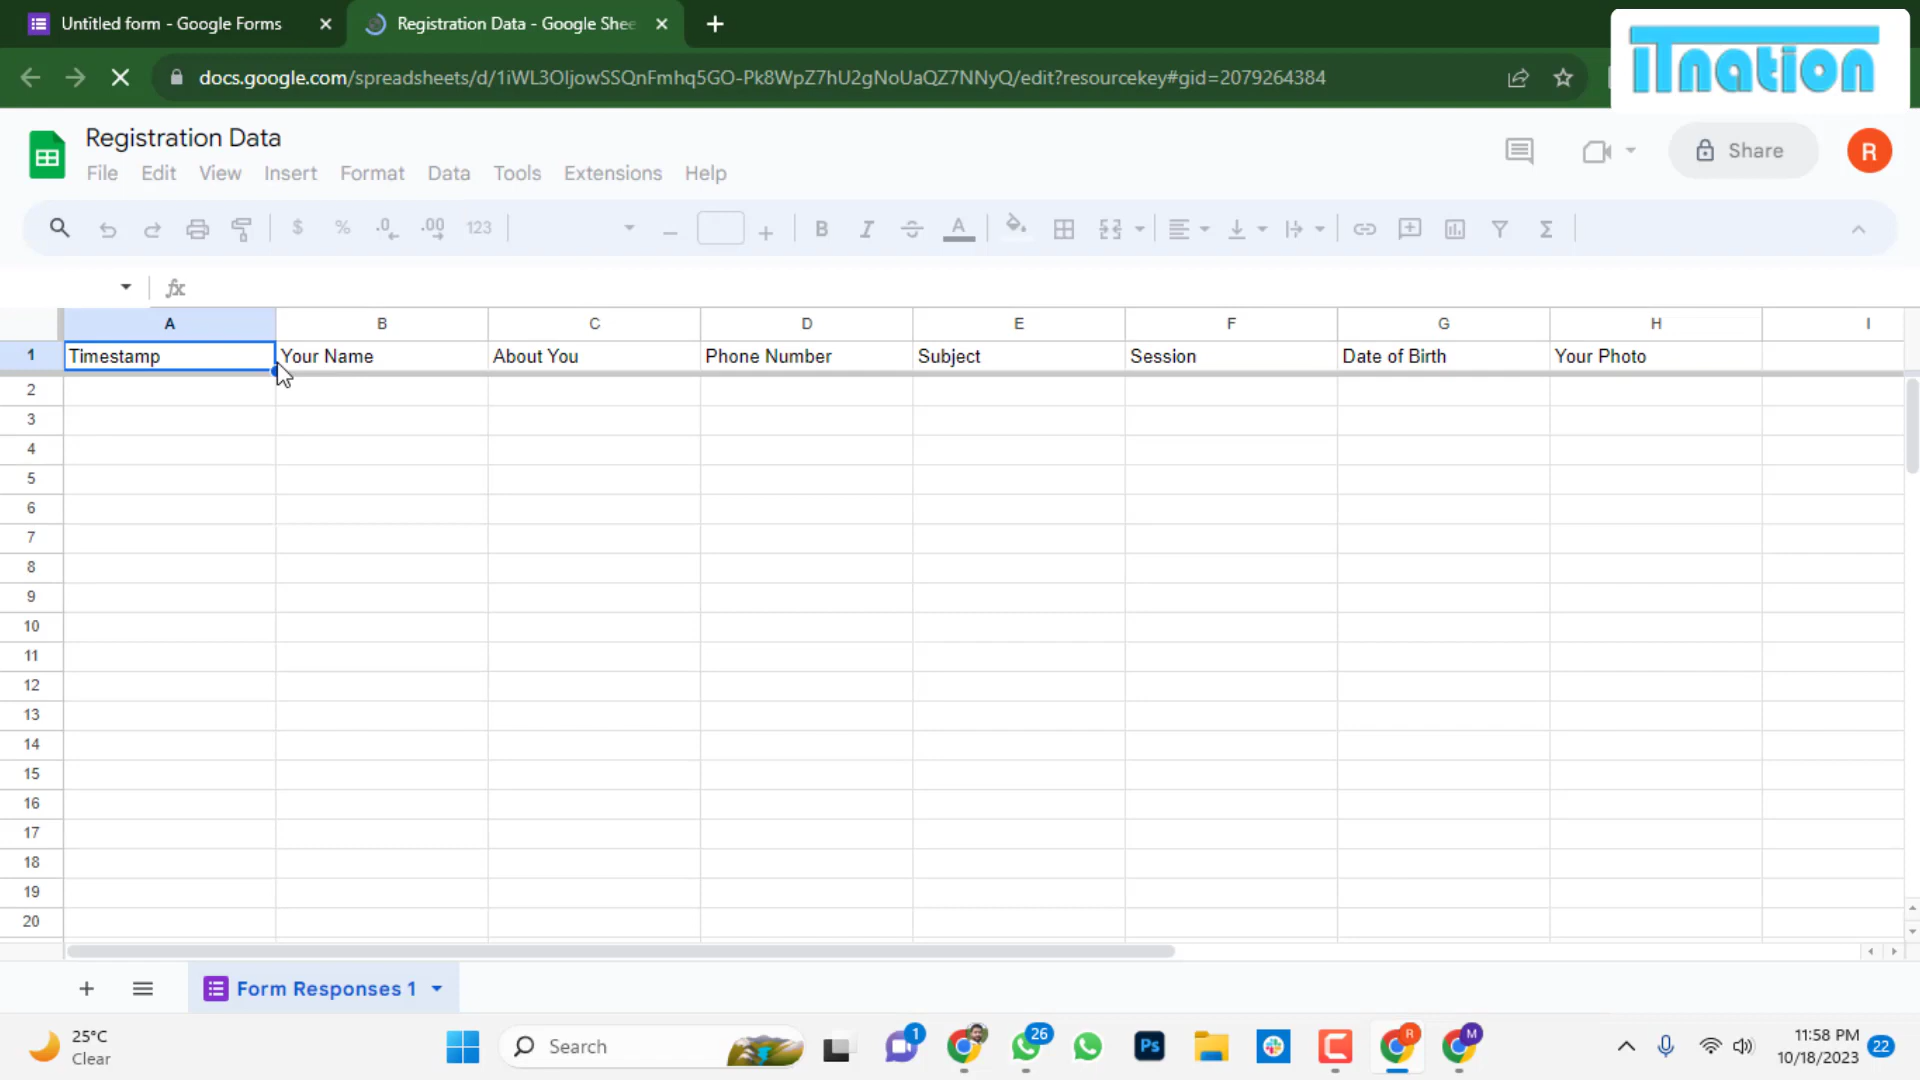 Untitled form - Google Forms
Registration Data - Google Shee
docs.google.com/spreadsheets/d/1iWL3OljowSSQnFmhq5GO-Pk8WpZ7hU2gNoUaQZ7NNyQ/edit?resourcekey#gid=2079264384
iTnation
Registration Data
File Edit View Insert Format Data Tools Extensions Help
Share
R
$ % .0 .00 123 B I A Σ
fx
A B C D E F G H I
1 Timestamp Your Name About You Phone Number Subject Session Date of Birth Your Photo
2
3
4
5
6
7
8
9
10
11
12
13
14
15
16
17
18
19
20
Form Responses 1
25°C
Clear
Search
1
26
Ps
R
M
11:58 PM
10/18/2023
22